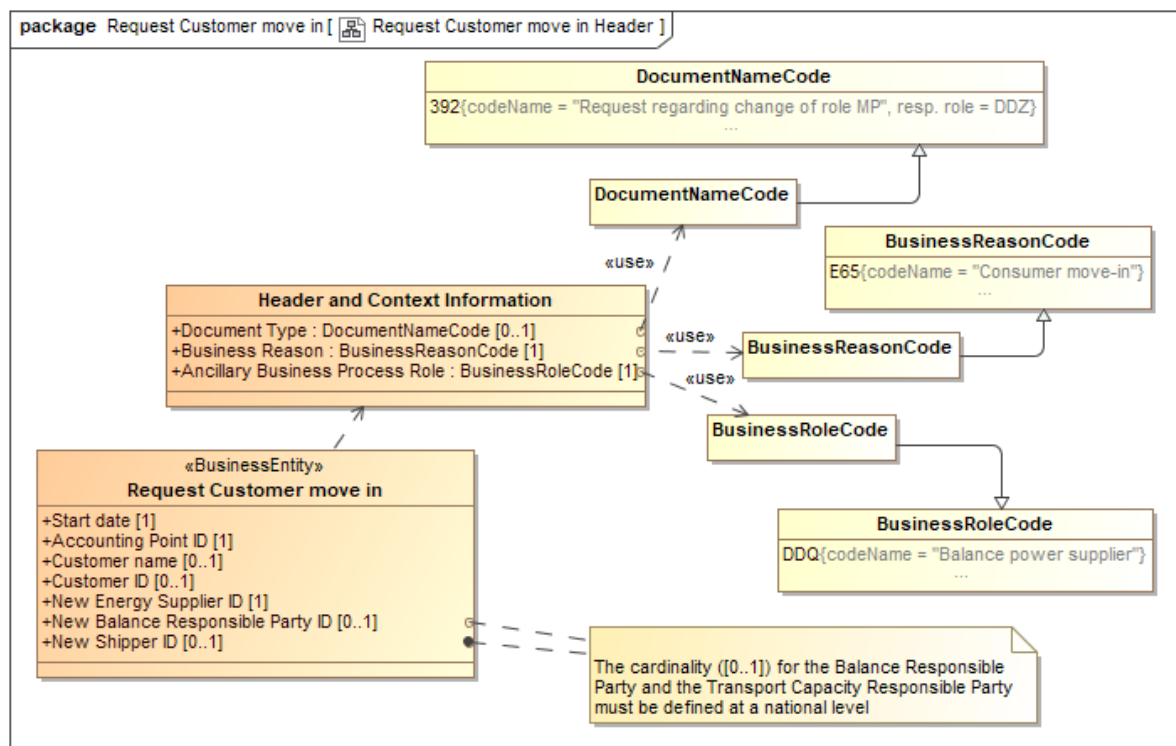 package Request Customer move in [ Request Customer move in Header ]
DocumentNameCode
392{codeName = "Request regarding change of role MP", resp. role = DDZ}
...
DocumentNameCode
BusinessReasonCode
E65{codeName = "Consumer move-in"}
...
«use»
Header and Context Information
+Document Type : DocumentNameCode [0..1]
+Business Reason : BusinessReasonCode [1]
+Ancillary Business Process Role : BusinessRoleCode [1]
«use»
BusinessReasonCode
«use»
BusinessRoleCode
«BusinessEntity»
Request Customer move in
+Start date [1]
+Accounting Point ID [1]
+Customer name [0..1]
+Customer ID [0..1]
+New Energy Supplier ID [1]
+New Balance Responsible Party ID [0..1]
+New Shipper ID [0..1]
BusinessRoleCode
DDQ{codeName = "Balance power supplier"}
...
The cardinality ([0..1]) for the Balance Responsible
Party and the Transport Capacity Responsible Party
must be defined at a national level